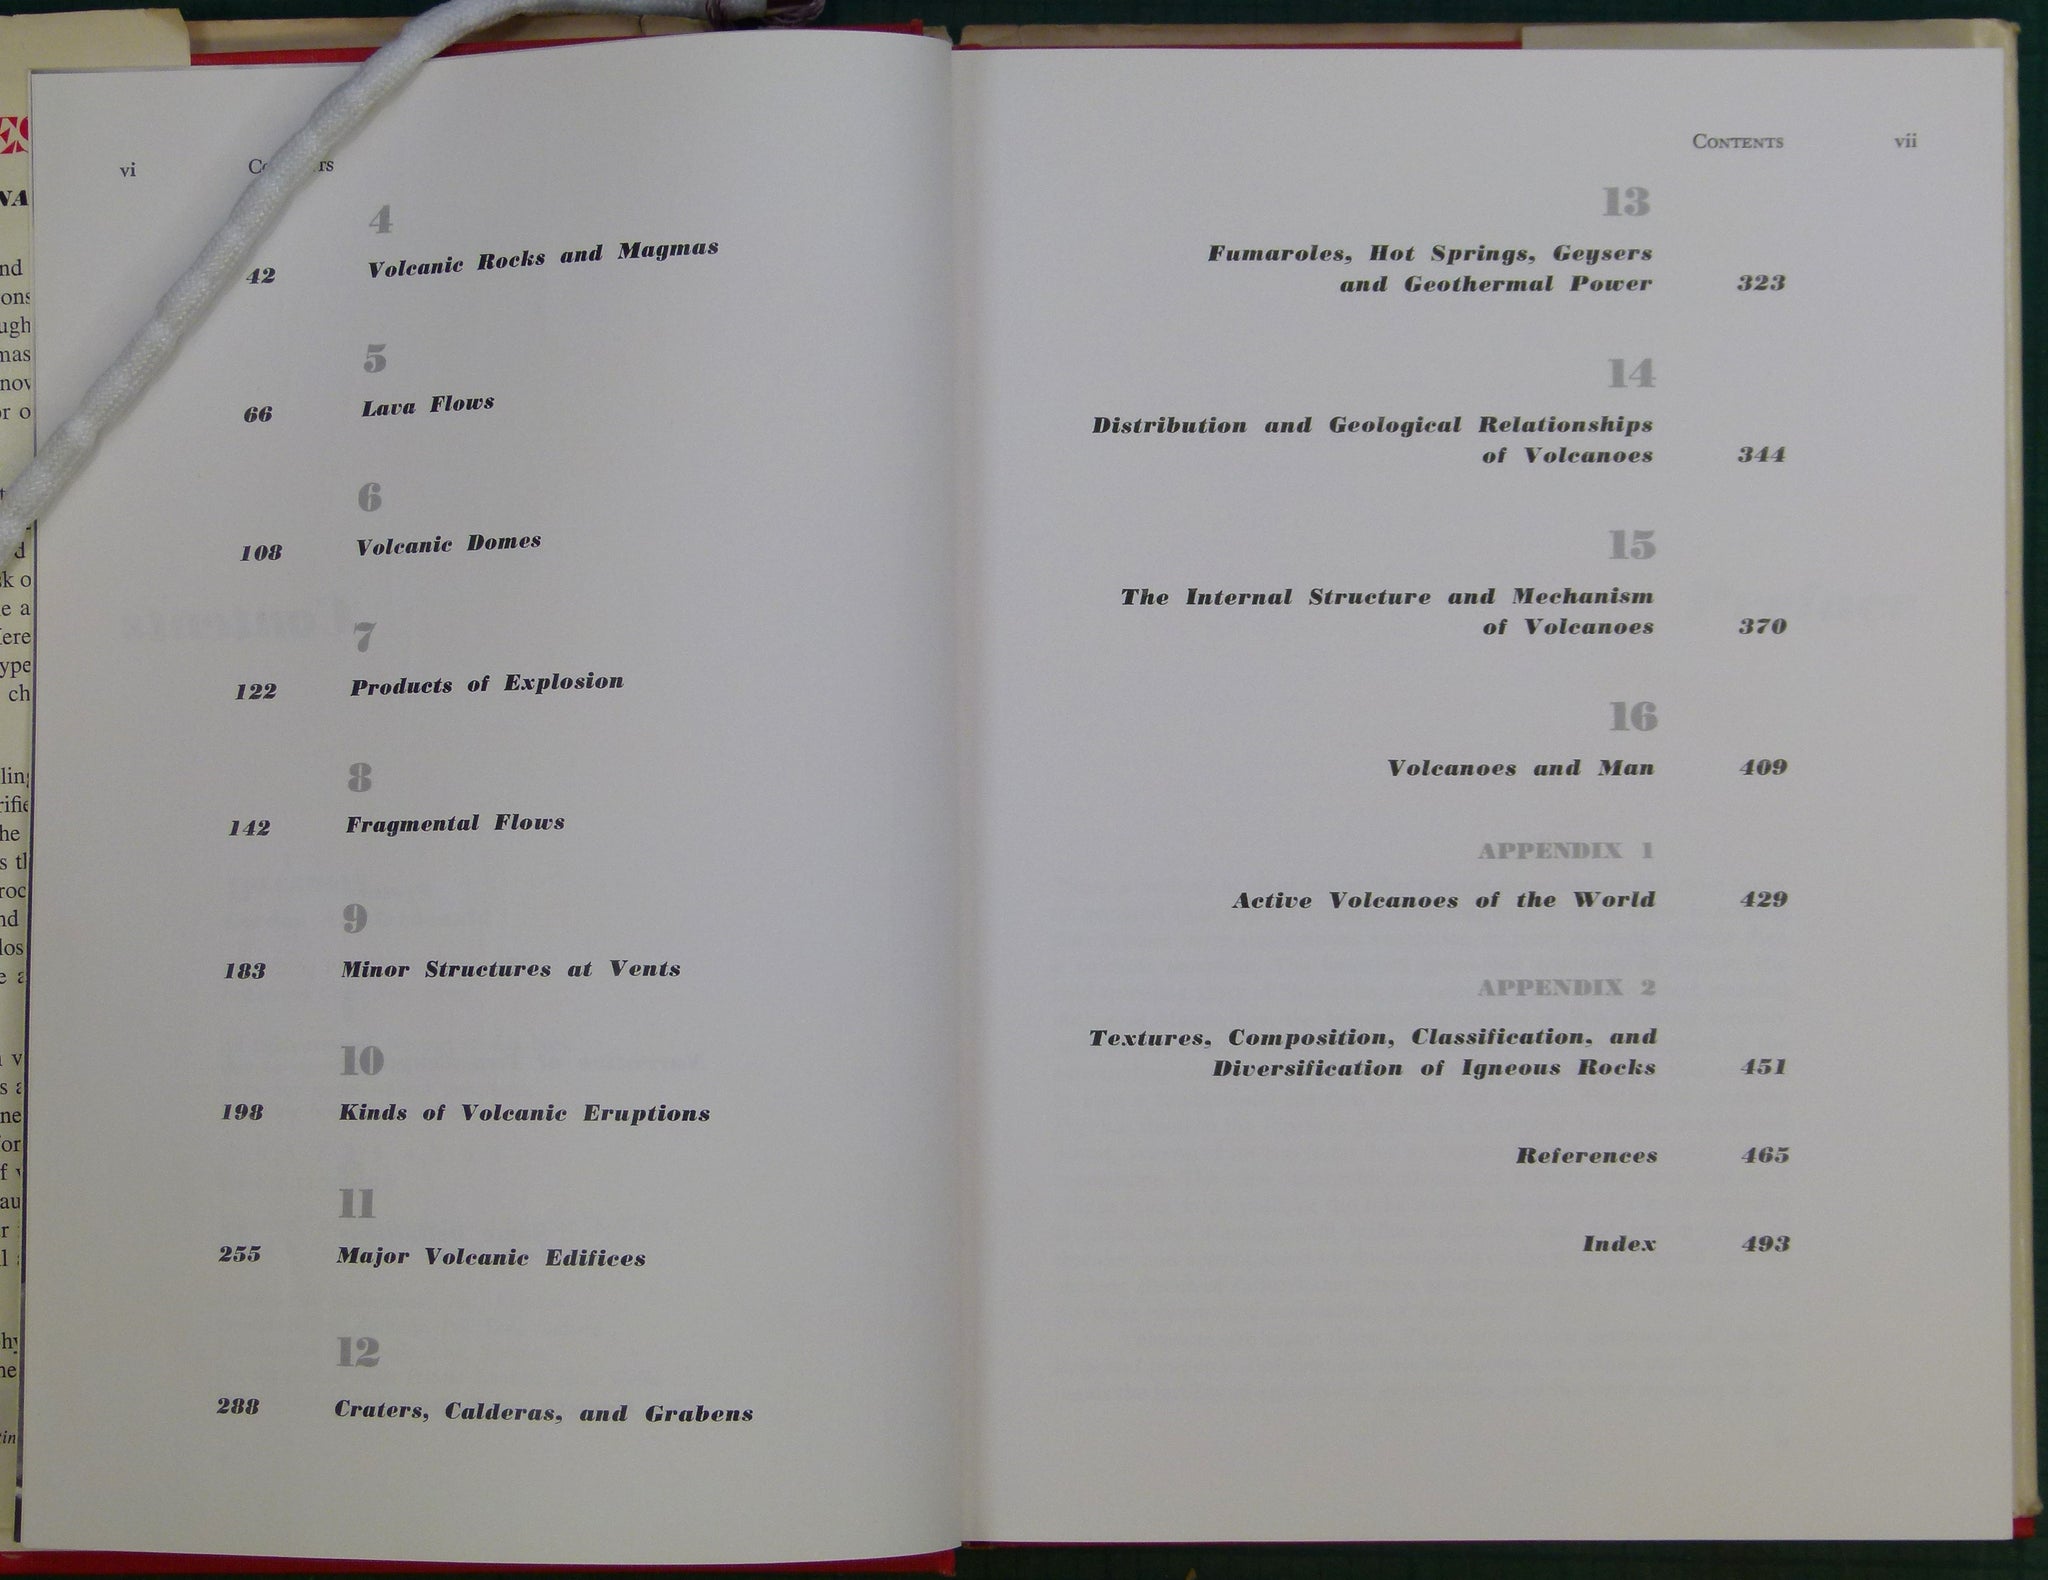 vi Contents
4
42 Volcanic Rocks and Magmas
5
66 Lava Flows
6
108 Volcanic Domes
7
122 Products of Explosion
8
142 Fragmental Flows
9
183 Minor Structures at Vents
10
198 Kinds of Volcanic Eruptions
11
255 Major Volcanic Edifices
12
288 Craters, Calderas, and Grabens
Contents vii
13
Fumaroles, Hot Springs, Geysers
and Geothermal Power 323
14
Distribution and Geological Relationships
of Volcanoes 344
15
The Internal Structure and Mechanism
of Volcanoes 370
16
Volcanoes and Man 409
APPENDIX 1
Active Volcanoes of the World 429
APPENDIX 2
Textures, Composition, Classification, and
Diversification of Igneous Rocks 451
References 465
Index 493